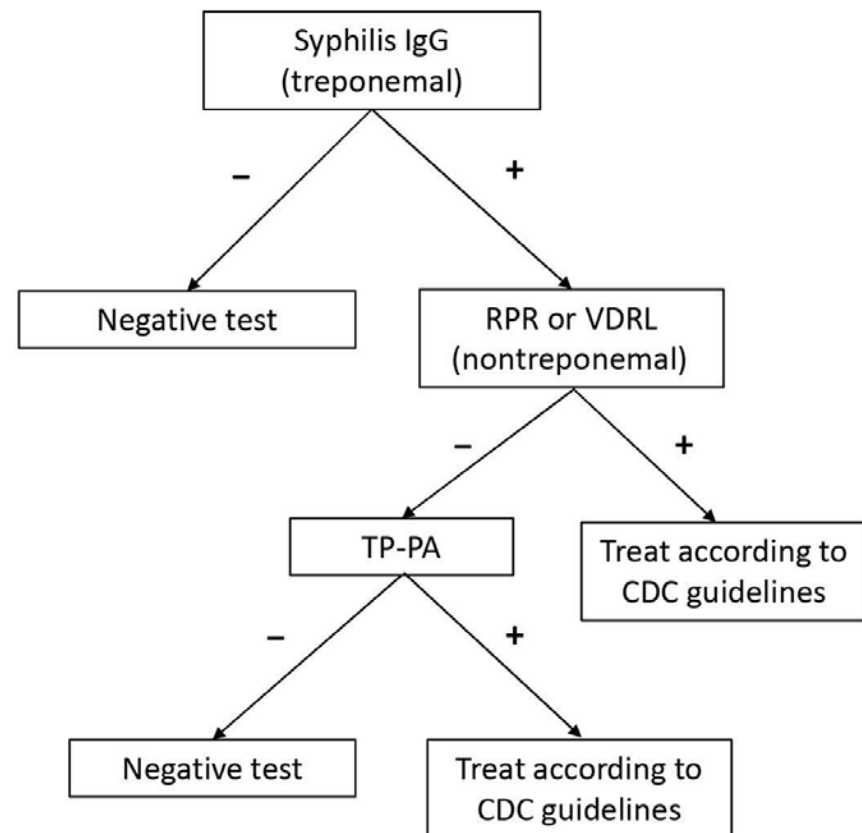 Syphilis IgG
(treponemal)
–
+
Negative test
RPR or VDRL
(nontreponemal)
–
+
TP-PA
Treat according to
CDC guidelines
–
+
Negative test
Treat according to
CDC guidelines